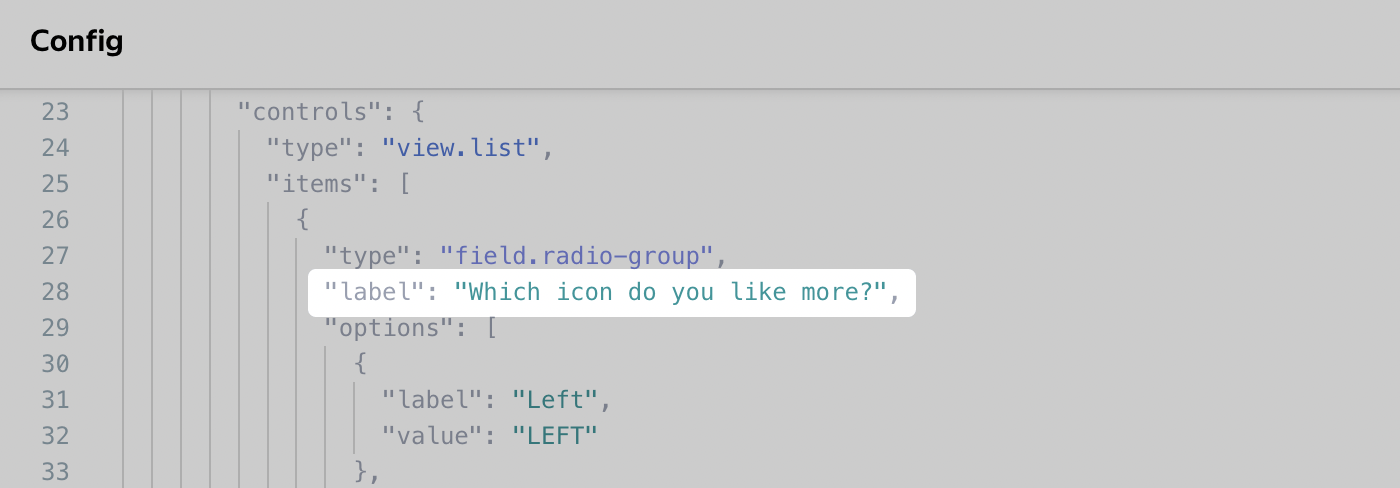 Config
23 "controls": {
24 "type": "view.list",
25 "items": [
26 {
27 "type": "field.radio-group",
28 "label": "Which icon do you like more?",
29 "options": [
30 {
31 "label": "Left",
32 "value": "LEFT"
33 },